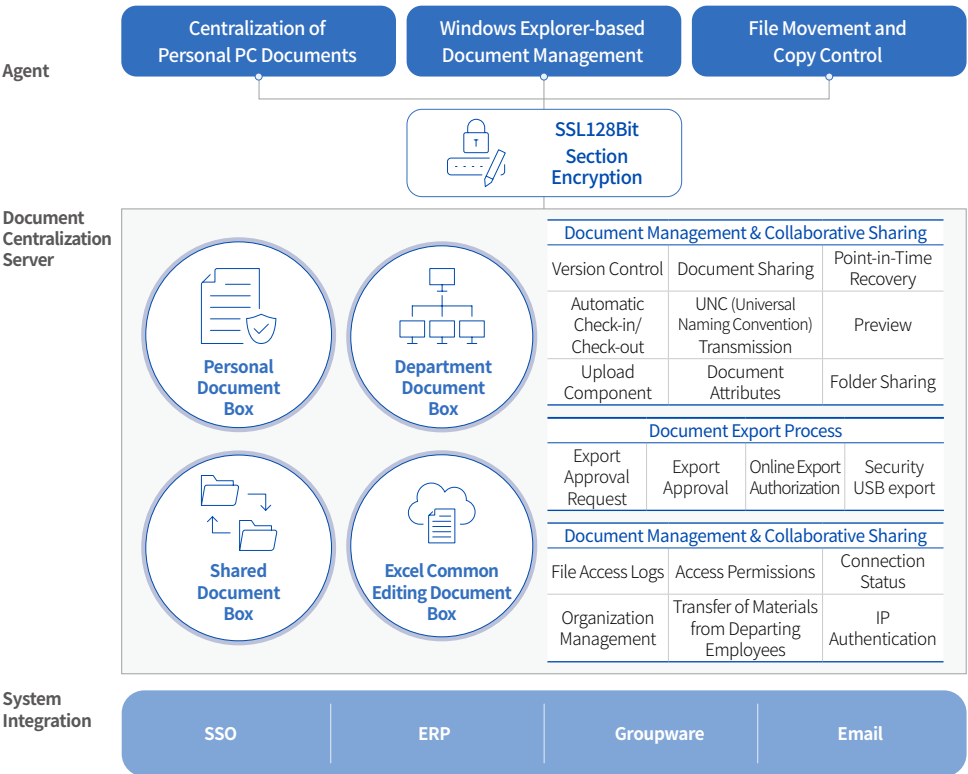 Agent
Centralization of
Personal PC Documents
Windows Explorer-based
Document Management
File Movement and
Copy Control
SSL128Bit
Section
Encryption
Document
Centralization
Server
Personal
Document
Box
Department
Document
Box
Shared
Document
Box
Excel Common
Editing Document
Box
Document Management & Collaborative Sharing
Version Control
Document Sharing
Point-in-Time
Recovery
Automatic
Check-in/
Check-out
UNC (Universal
Naming Convention)
Transmission
Preview
Upload
Component
Document
Attributes
Folder Sharing
Document Export Process
Export
Approval
Request
Export
Approval
Online Export
Authorization
Security
USB export
Document Management & Collaborative Sharing
File Access Logs
Access Permissions
Connection
Status
Organization
Management
Transfer of Materials
from Departing
Employees
IP
Authentication
System
Integration
SSO
ERP
Groupware
Email